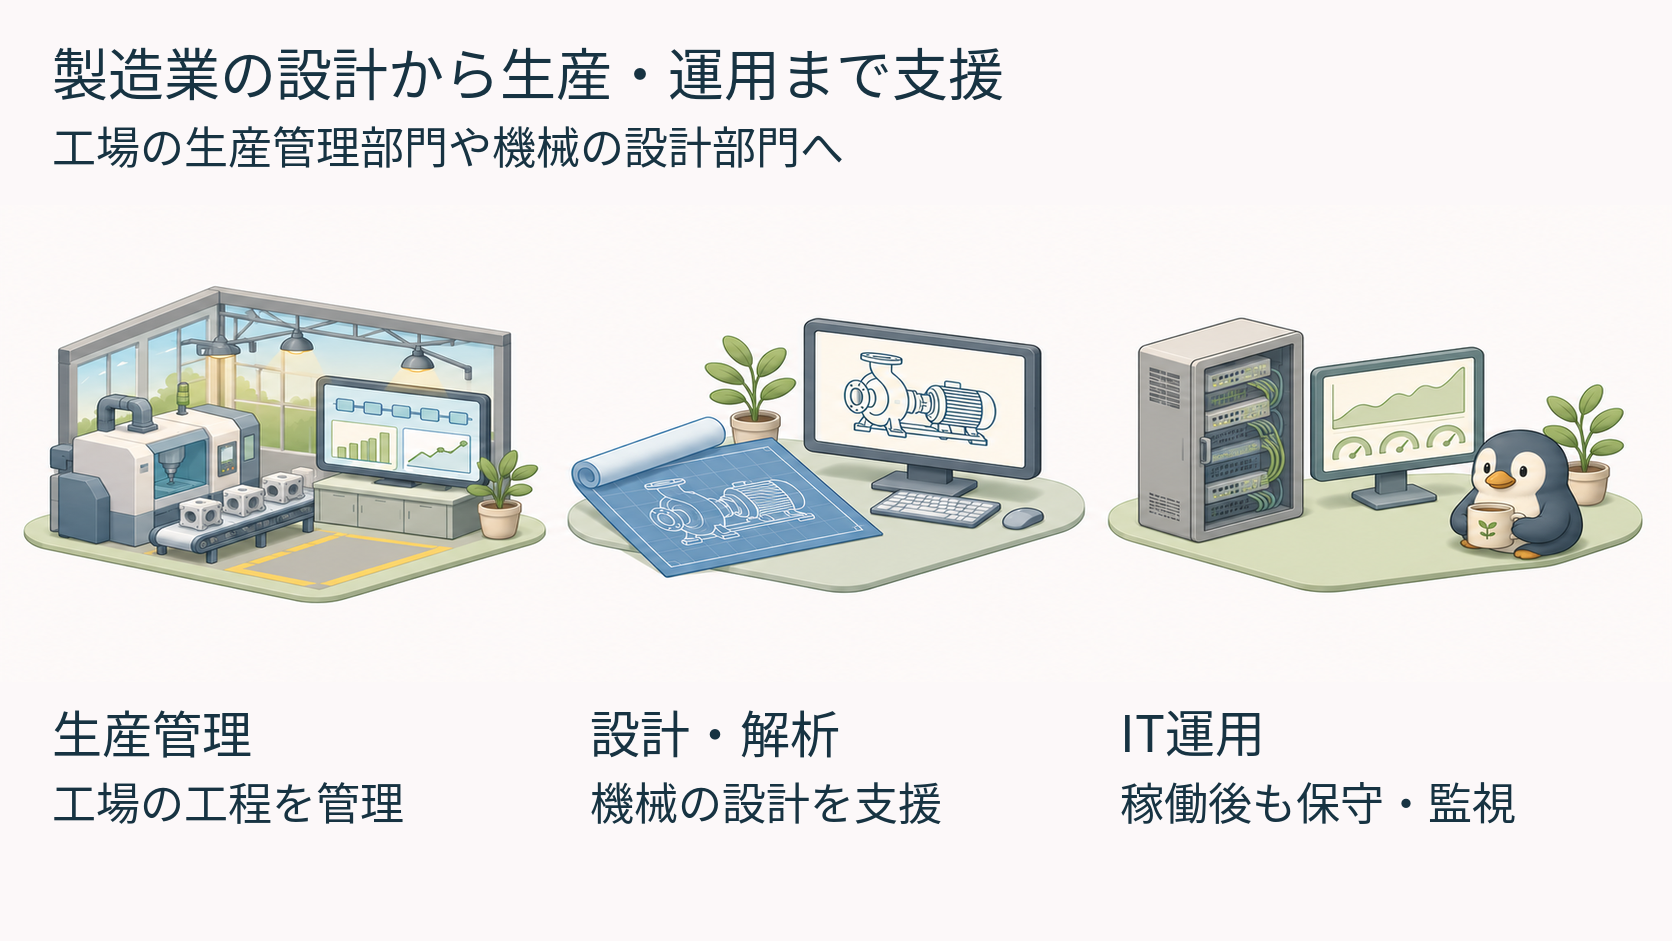 製造業の設計から生産・運用まで支援
工場の生産管理部門や機械の設計部門へ
生産管理
工場の工程を管理
設計・解析
機械の設計を支援
IT運用
稼働後も保守・監視